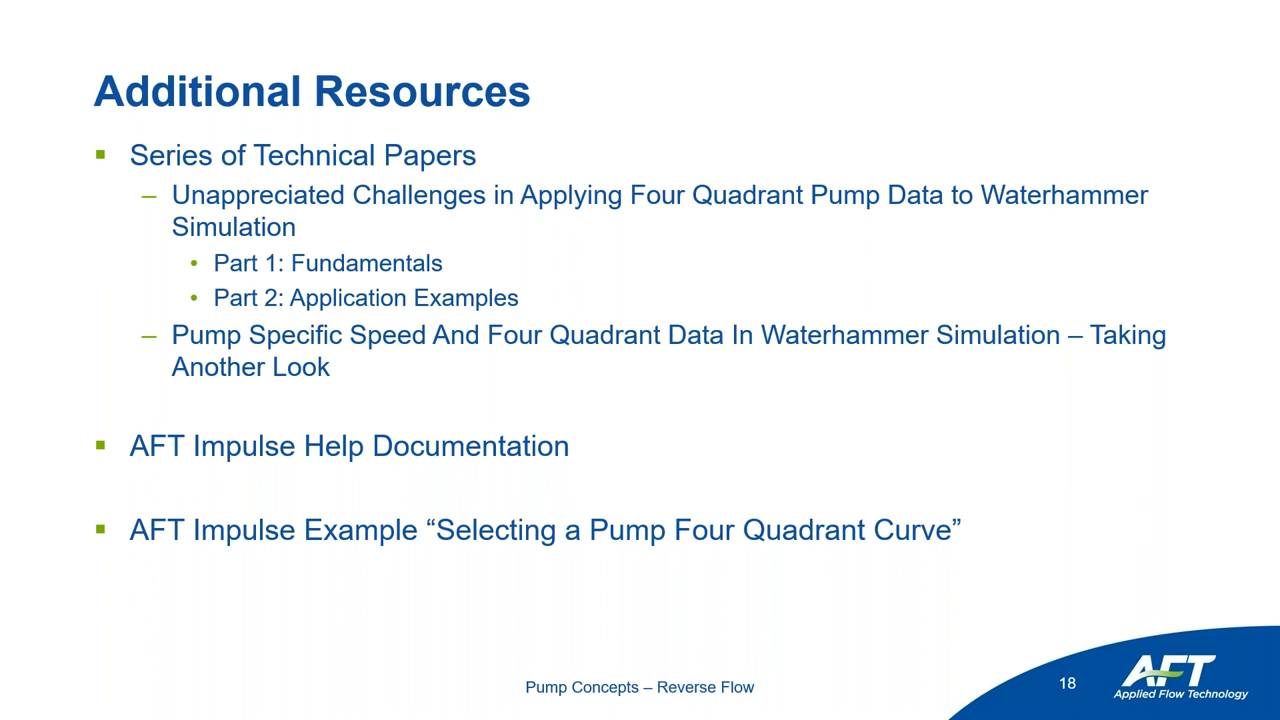 Additional Resources
▪ Series of Technical Papers
– Unappreciated Challenges in Applying Four Quadrant Pump Data to Waterhammer
Simulation
• Part 1: Fundamentals
• Part 2: Application Examples
– Pump Specific Speed And Four Quadrant Data In Waterhammer Simulation – Taking
Another Look
▪ AFT Impulse Help Documentation
▪ AFT Impulse Example “Selecting a Pump Four Quadrant Curve”
Pump Concepts – Reverse Flow
18
AFT
Applied Flow Technology